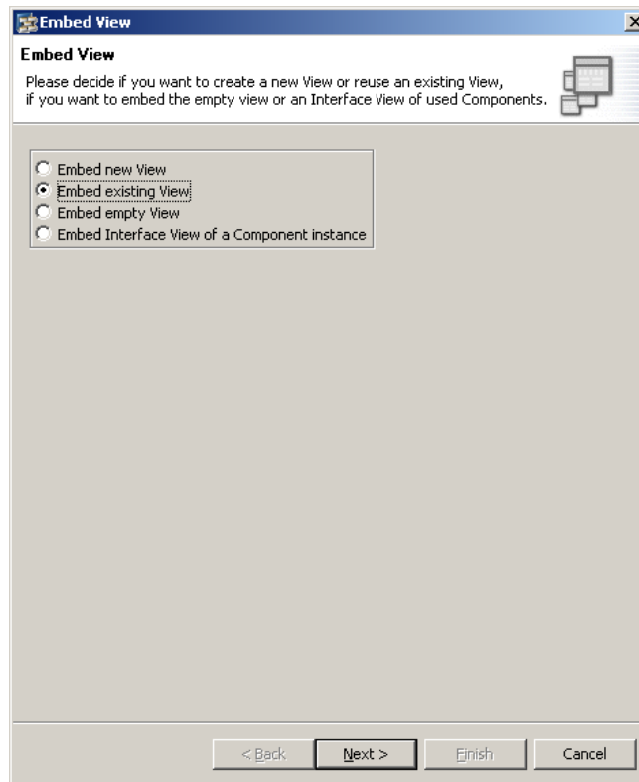 Embed View
Embed View
Please decide if you want to create a new View or reuse an existing View,
if you want to embed the empty view or an Interface View of used Components.
Embed new View
Embed existing View
Embed empty View
Embed Interface View of a Component instance
< Back Next > Finish Cancel